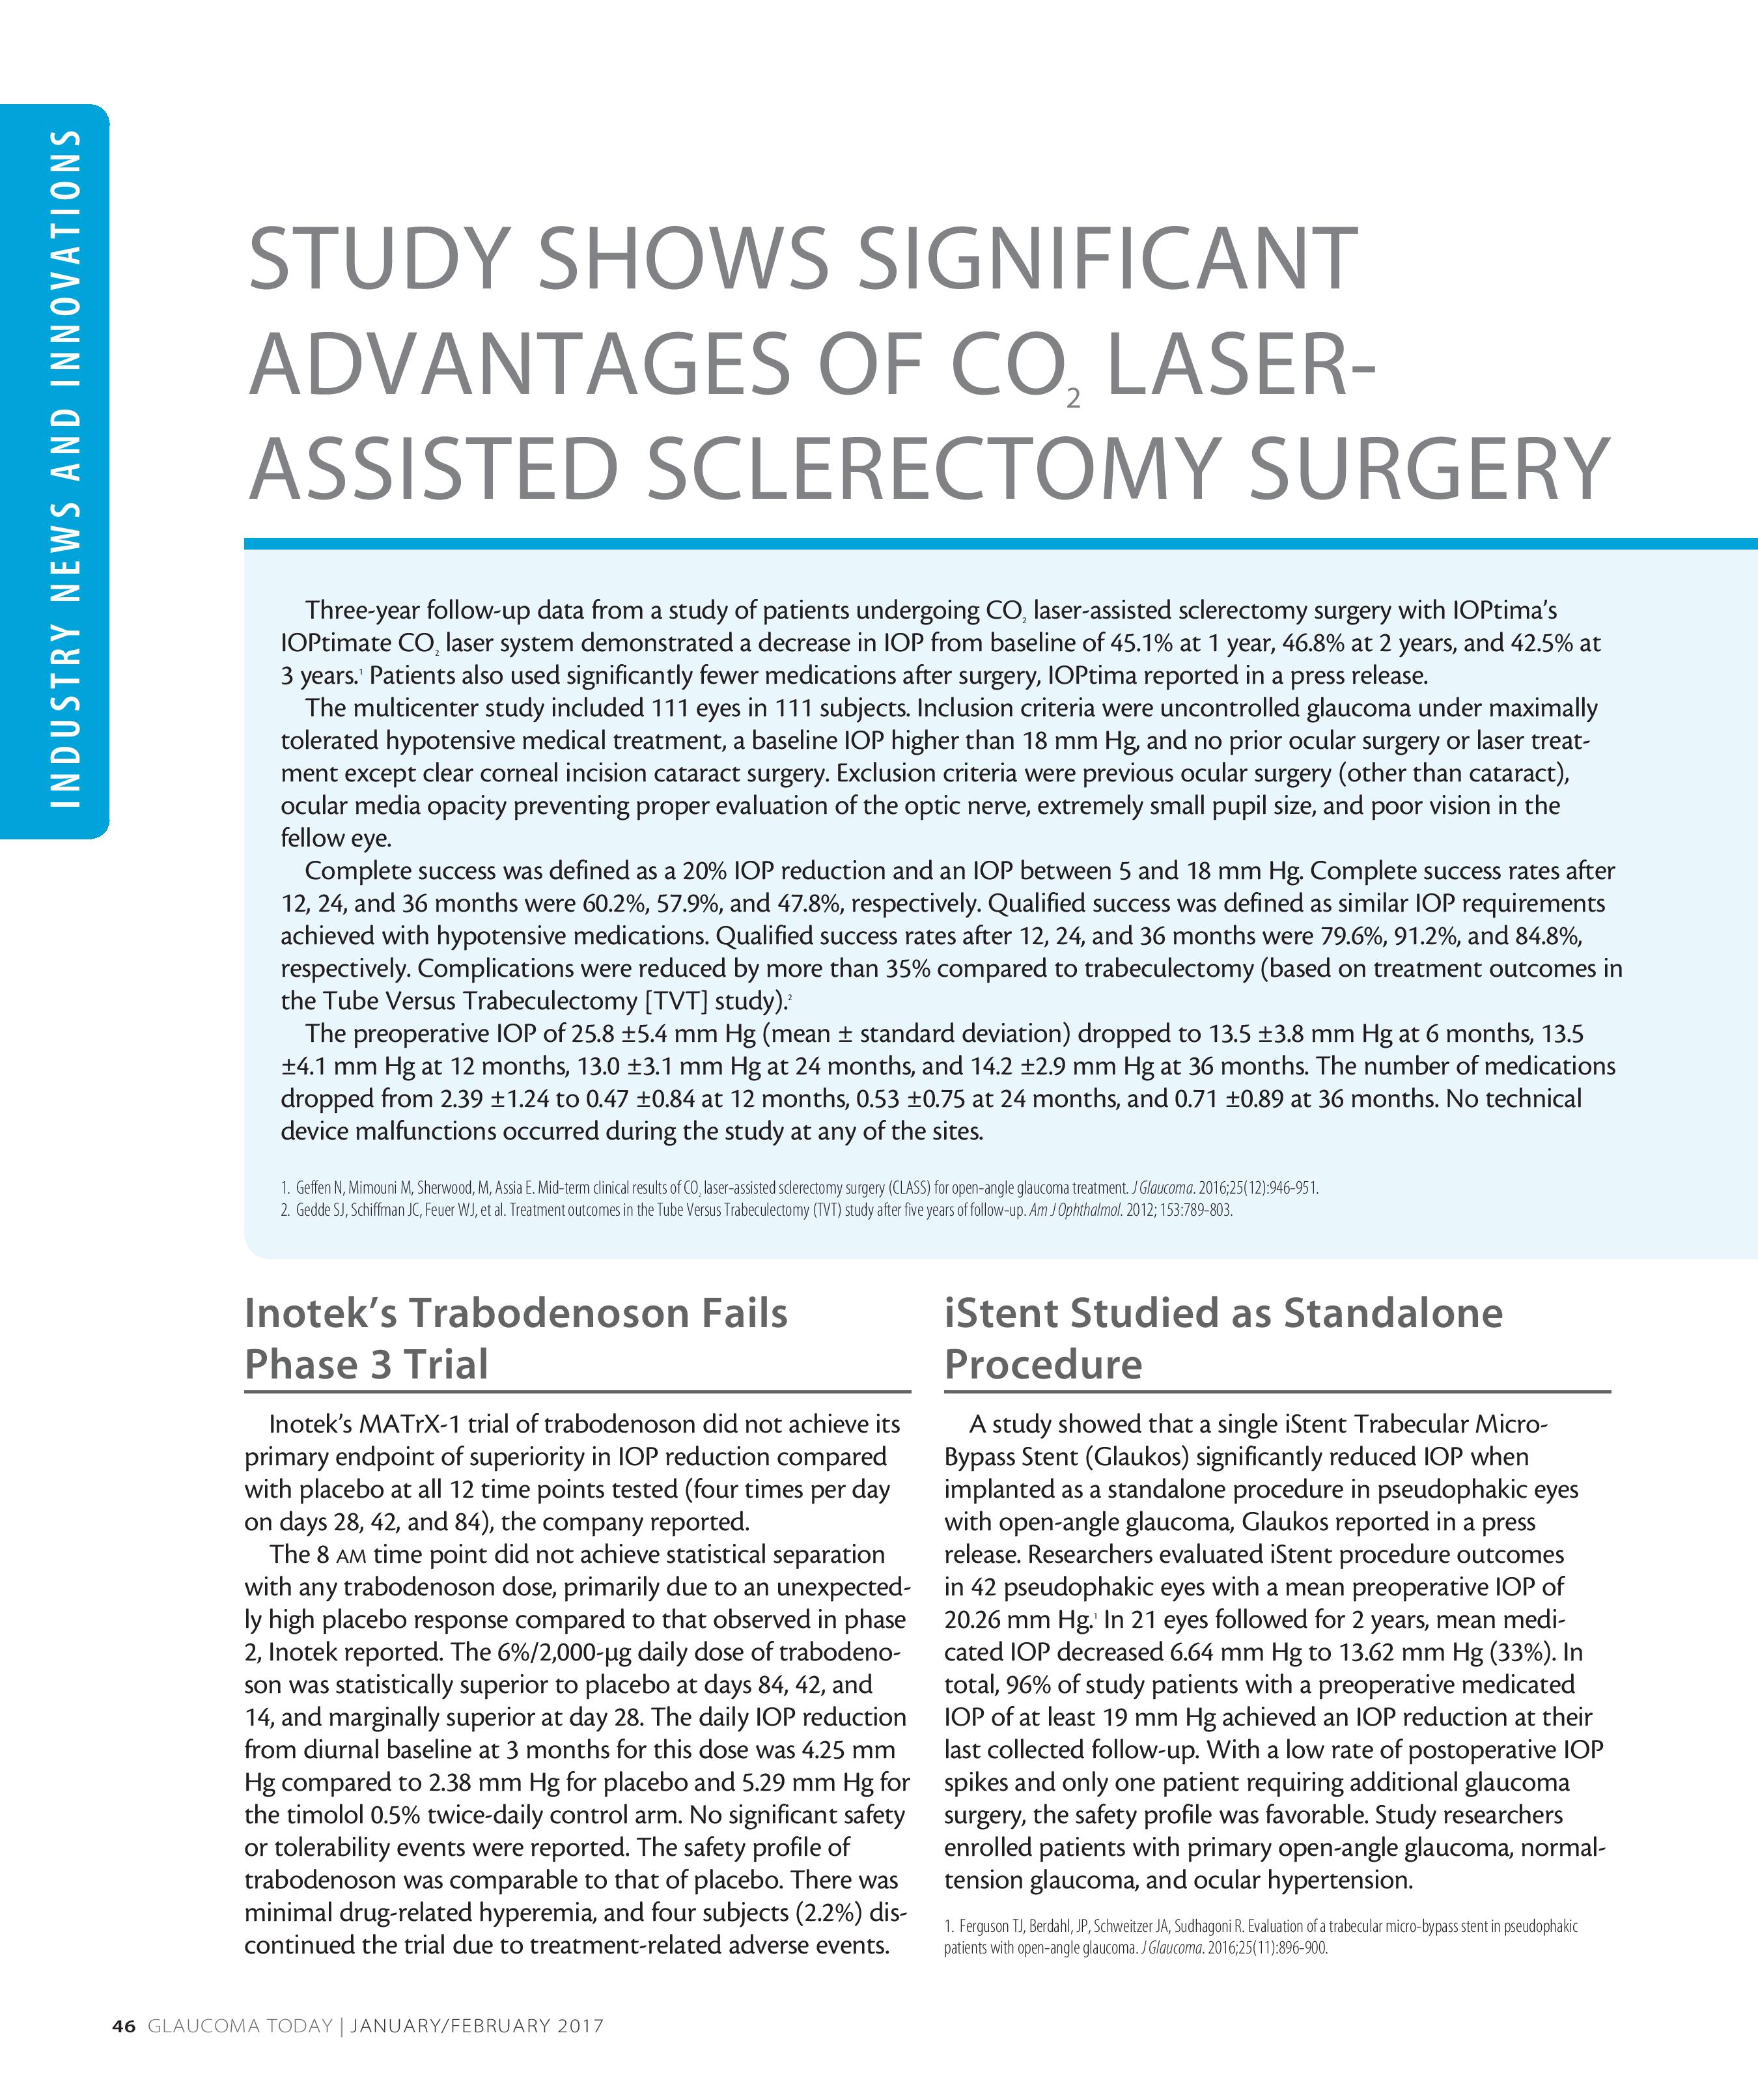 INDUSTRY NEWS AND INNOVATIONS
STUDY SHOWS SIGNIFICANT
ADVANTAGES OF CO₂ LASER-
ASSISTED SCLERECTOMY SURGERY
Three-year follow-up data from a study of patients undergoing CO₂ laser-assisted sclerectomy surgery with IOPtima’s
IOPtimate CO₂ laser system demonstrated a decrease in IOP from baseline of 45.1% at 1 year, 46.8% at 2 years, and 42.5% at
3 years.¹ Patients also used significantly fewer medications after surgery, IOPtima reported in a press release.
The multicenter study included 111 eyes in 111 subjects. Inclusion criteria were uncontrolled glaucoma under maximally
tolerated hypotensive medical treatment, a baseline IOP higher than 18 mm Hg, and no prior ocular surgery or laser treat-
ment except clear corneal incision cataract surgery. Exclusion criteria were previous ocular surgery (other than cataract),
ocular media opacity preventing proper evaluation of the optic nerve, extremely small pupil size, and poor vision in the
fellow eye.
Complete success was defined as a 20% IOP reduction and an IOP between 5 and 18 mm Hg. Complete success rates after
12, 24, and 36 months were 60.2%, 57.9%, and 47.8%, respectively. Qualified success was defined as similar IOP requirements
achieved with hypotensive medications. Qualified success rates after 12, 24, and 36 months were 79.6%, 91.2%, and 84.8%,
respectively. Complications were reduced by more than 35% compared to trabeculectomy (based on treatment outcomes in
the Tube Versus Trabeculectomy [TVT] study).²
The preoperative IOP of 25.8 ±5.4 mm Hg (mean ± standard deviation) dropped to 13.5 ±3.8 mm Hg at 6 months, 13.5
±4.1 mm Hg at 12 months, 13.0 ±3.1 mm Hg at 24 months, and 14.2 ±2.9 mm Hg at 36 months. The number of medications
dropped from 2.39 ±1.24 to 0.47 ±0.84 at 12 months, 0.53 ±0.75 at 24 months, and 0.71 ±0.89 at 36 months. No technical
device malfunctions occurred during the study at any of the sites.
1. Geffen N, Mimouni M, Sherwood, M, Assia E. Mid-term clinical results of CO₂ laser-assisted sclerectomy surgery (CLASS) for open-angle glaucoma treatment. J Glaucoma. 2016;25(12):946-951.
2. Gedde SJ, Schiffman JC, Feuer WJ, et al. Treatment outcomes in the Tube Versus Trabeculectomy (TVT) study after five years of follow-up. Am J Ophthalmol. 2012; 153:789-803.
Inotek’s Trabodenoson Fails
Phase 3 Trial
Inotek’s MATrX-1 trial of trabodenoson did not achieve its
primary endpoint of superiority in IOP reduction compared
with placebo at all 12 time points tested (four times per day
on days 28, 42, and 84), the company reported.
The 8 AM time point did not achieve statistical separation
with any trabodenoson dose, primarily due to an unexpected-
ly high placebo response compared to that observed in phase
2, Inotek reported. The 6%/2,000-µg daily dose of trabodeno-
son was statistically superior to placebo at days 84, 42, and
14, and marginally superior at day 28. The daily IOP reduction
from diurnal baseline at 3 months for this dose was 4.25 mm
Hg compared to 2.38 mm Hg for placebo and 5.29 mm Hg for
the timolol 0.5% twice-daily control arm. No significant safety
or tolerability events were reported. The safety profile of
trabodenoson was comparable to that of placebo. There was
minimal drug-related hyperemia, and four subjects (2.2%) dis-
continued the trial due to treatment-related adverse events.
iStent Studied as Standalone
Procedure
A study showed that a single iStent Trabecular Micro-
Bypass Stent (Glaukos) significantly reduced IOP when
implanted as a standalone procedure in pseudophakic eyes
with open-angle glaucoma, Glaukos reported in a press
release. Researchers evaluated iStent procedure outcomes
in 42 pseudophakic eyes with a mean preoperative IOP of
20.26 mm Hg.¹ In 21 eyes followed for 2 years, mean medi-
cated IOP decreased 6.64 mm Hg to 13.62 mm Hg (33%). In
total, 96% of study patients with a preoperative medicated
IOP of at least 19 mm Hg achieved an IOP reduction at their
last collected follow-up. With a low rate of postoperative IOP
spikes and only one patient requiring additional glaucoma
surgery, the safety profile was favorable. Study researchers
enrolled patients with primary open-angle glaucoma, normal-
tension glaucoma, and ocular hypertension.
1. Ferguson TJ, Berdahl, JP, Schweitzer JA, Sudhagoni R. Evaluation of a trabecular micro-bypass stent in pseudophakic
patients with open-angle glaucoma. J Glaucoma. 2016;25(11):896-900.
46 GLAUCOMA TODAY | JANUARY/FEBRUARY 2017